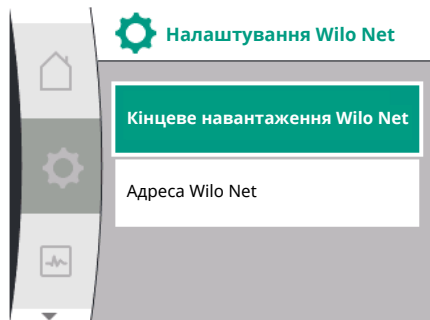 Налаштування Wilo Net
Кінцеве навантаження Wilo Net
Адреса Wilo Net